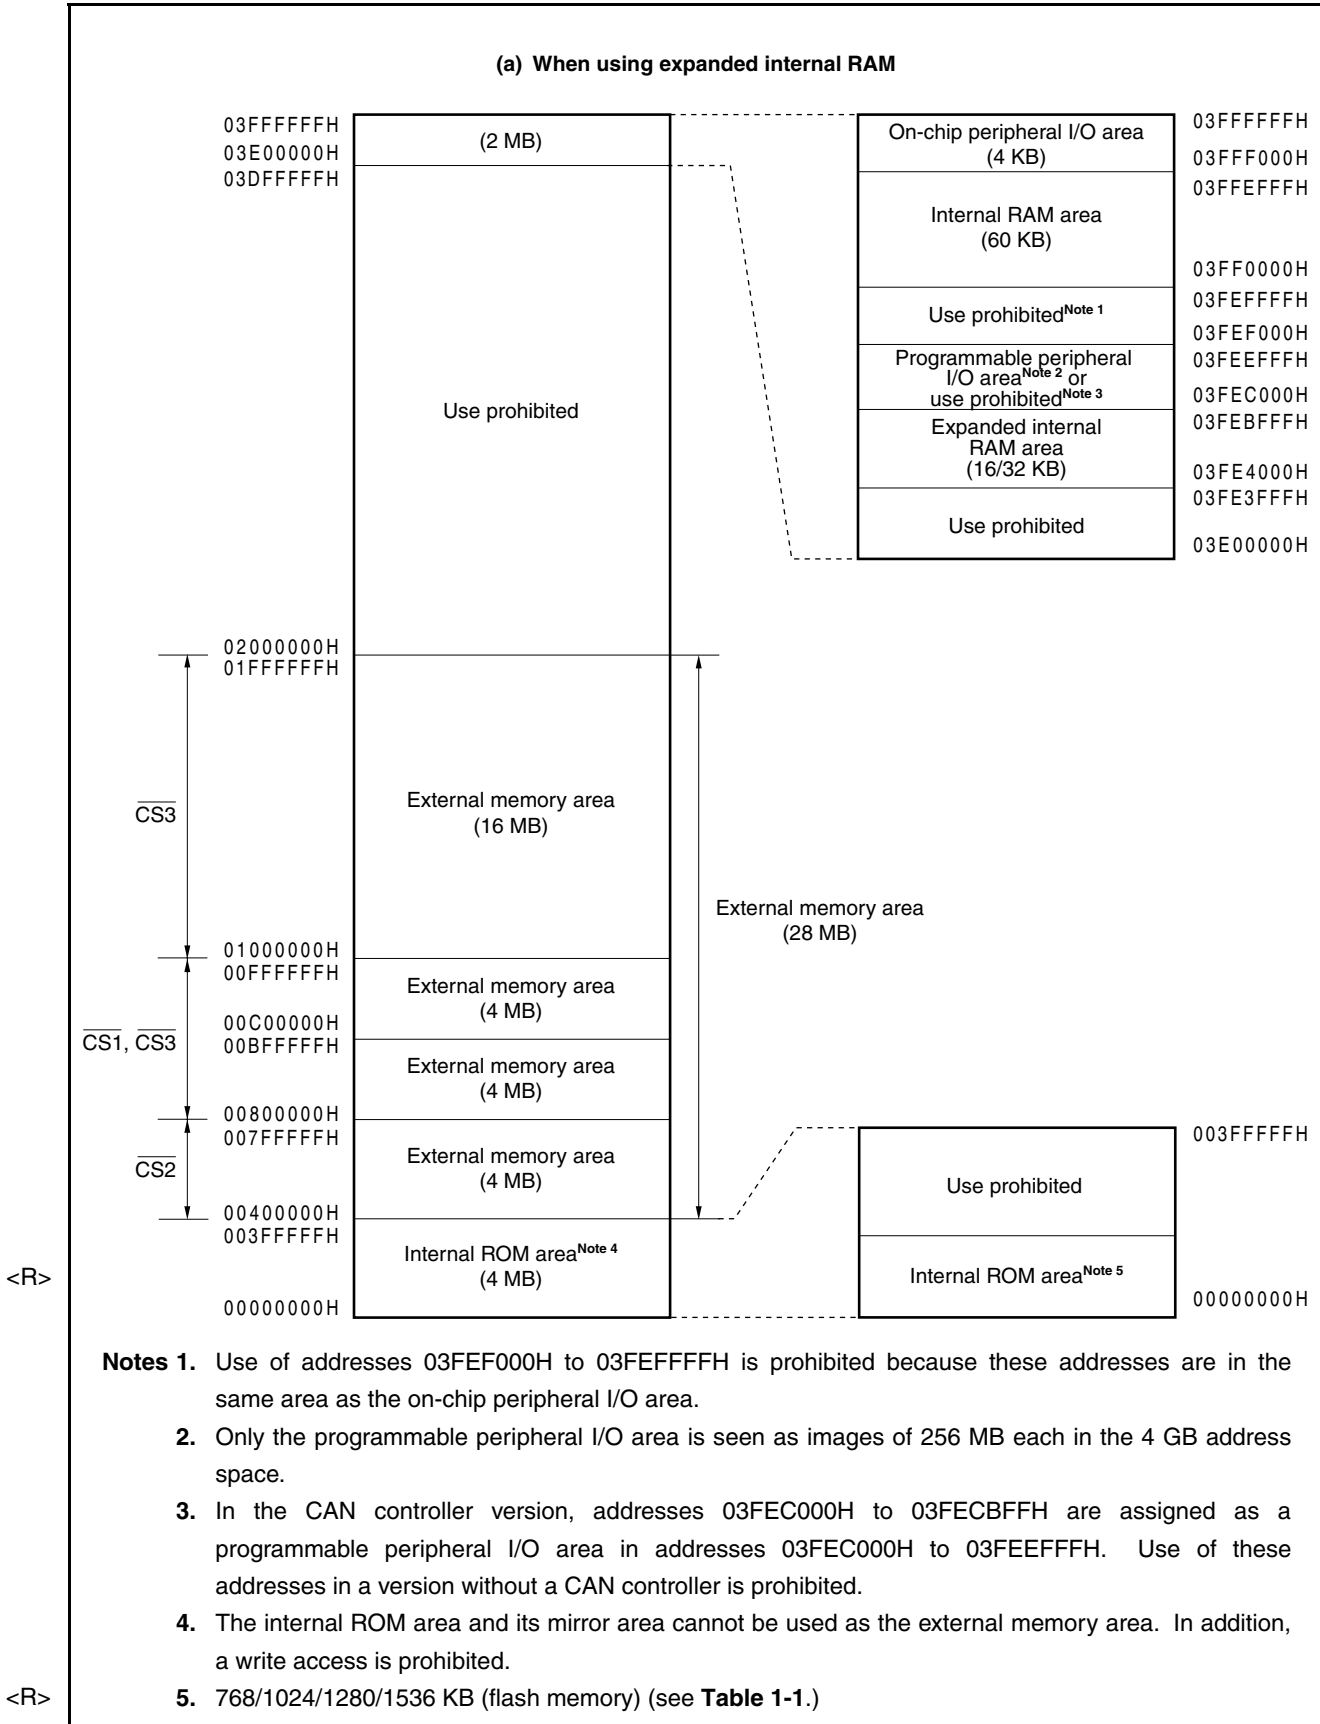 (a) When using expanded internal RAM
03FFFFFFH
03E00000H
03DFFFFFH
(2 MB)
Use prohibited
02000000H
01FFFFFFH
CS3
External memory area
(16 MB)
External memory area
(28 MB)
01000000H
00FFFFFFH
External memory area
(4 MB)
00C00000H
00BFFFFFH
CS1, CS3
External memory area
(4 MB)
00800000H
007FFFFFH
CS2
External memory area
(4 MB)
00400000H
003FFFFFH
Internal ROM areaNote 4
(4 MB)
00000000H
On-chip peripheral I/O area
(4 KB)
03FFFFFFH
03FFF000H
03FFEFFFH
Internal RAM area
(60 KB)
03FF0000H
03FEFFFFH
Use prohibitedNote 1
03FEF000H
03FEEFFFH
Programmable peripheral
I/O areaNote 2 or
use prohibitedNote 3
03FEC000H
03FEBFFFH
Expanded internal
RAM area
(16/32 KB)
03FE4000H
03FE3FFFH
Use prohibited
03E00000H
003FFFFFH
Use prohibited
Internal ROM areaNote 5
00000000H
<R>
Notes 1. Use of addresses 03FEF000H to 03FEFFFFH is prohibited because these addresses are in the
same area as the on-chip peripheral I/O area.
2. Only the programmable peripheral I/O area is seen as images of 256 MB each in the 4 GB address
space.
3. In the CAN controller version, addresses 03FEC000H to 03FECBFFH are assigned as a
programmable peripheral I/O area in addresses 03FEC000H to 03FEEFFFH. Use of these
addresses in a version without a CAN controller is prohibited.
4. The internal ROM area and its mirror area cannot be used as the external memory area. In addition,
a write access is prohibited.
<R> 5. 768/1024/1280/1536 KB (flash memory) (see Table 1-1.)